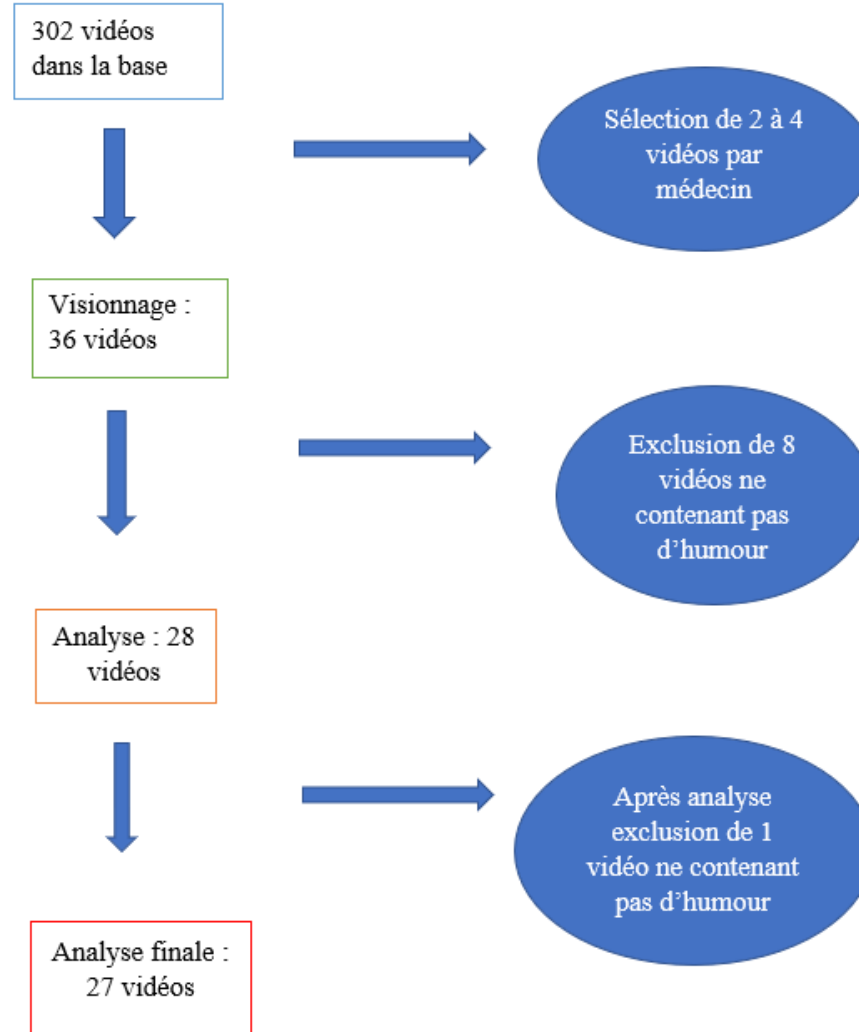 302 vidéos
dans la base
Sélection de 2 à 4
vidéos par
médecin
Visionnage :
36 vidéos
Exclusion de 8
vidéos ne
contenant pas
d’humour
Analyse : 28
vidéos
Après analyse
exclusion de 1
vidéo ne contenant
pas d’humour
Analyse finale :
27 vidéos